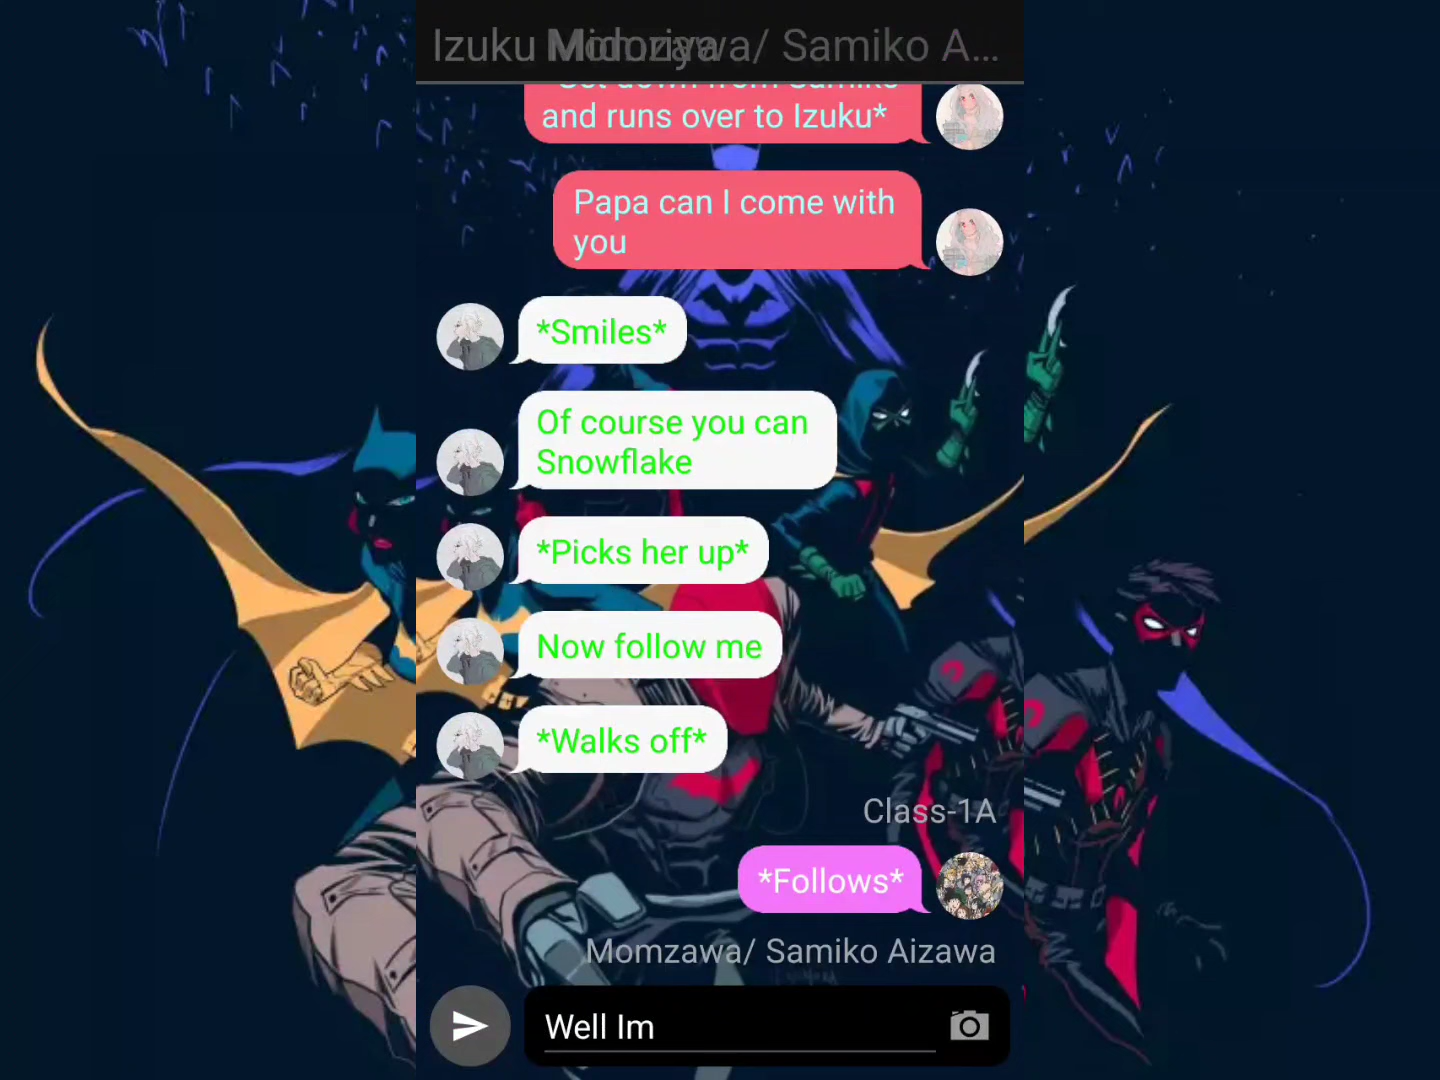 Izuku Midoriya
Momzawa/ Samiko A...
and runs over to Izuku*
Papa can I come with
you
*Smiles*
Of course you can
Snowflake
*Picks her up*
Now follow me
*Walks off*
Class-1A
*Follows*
Momzawa/ Samiko Aizawa
Well Im